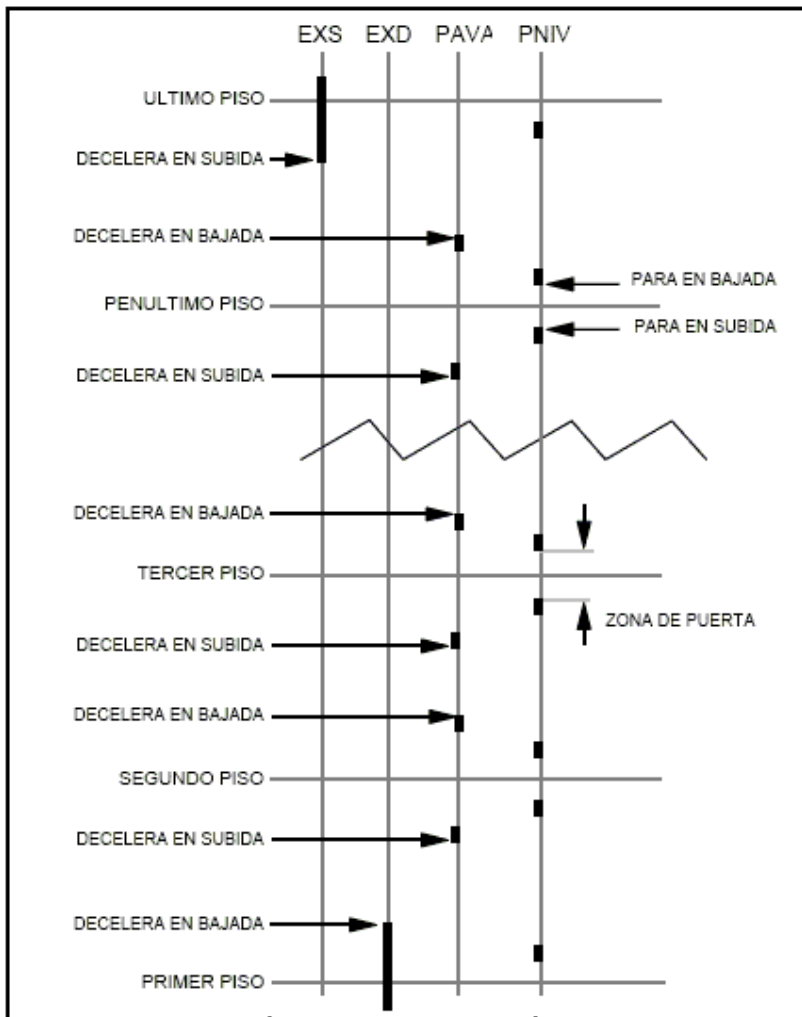 EXS EXD PAVA PNIV
ULTIMO PISO
DECELERA EN SUBIDA
DECELERA EN BAJADA
PARA EN BAJADA
PENULTIMO PISO
PARA EN SUBIDA
DECELERA EN SUBIDA
DECELERA EN BAJADA
TERCER PISO
ZONA DE PUERTA
DECELERA EN SUBIDA
DECELERA EN BAJADA
SEGUNDO PISO
DECELERA EN SUBIDA
DECELERA EN BAJADA
PRIMER PISO